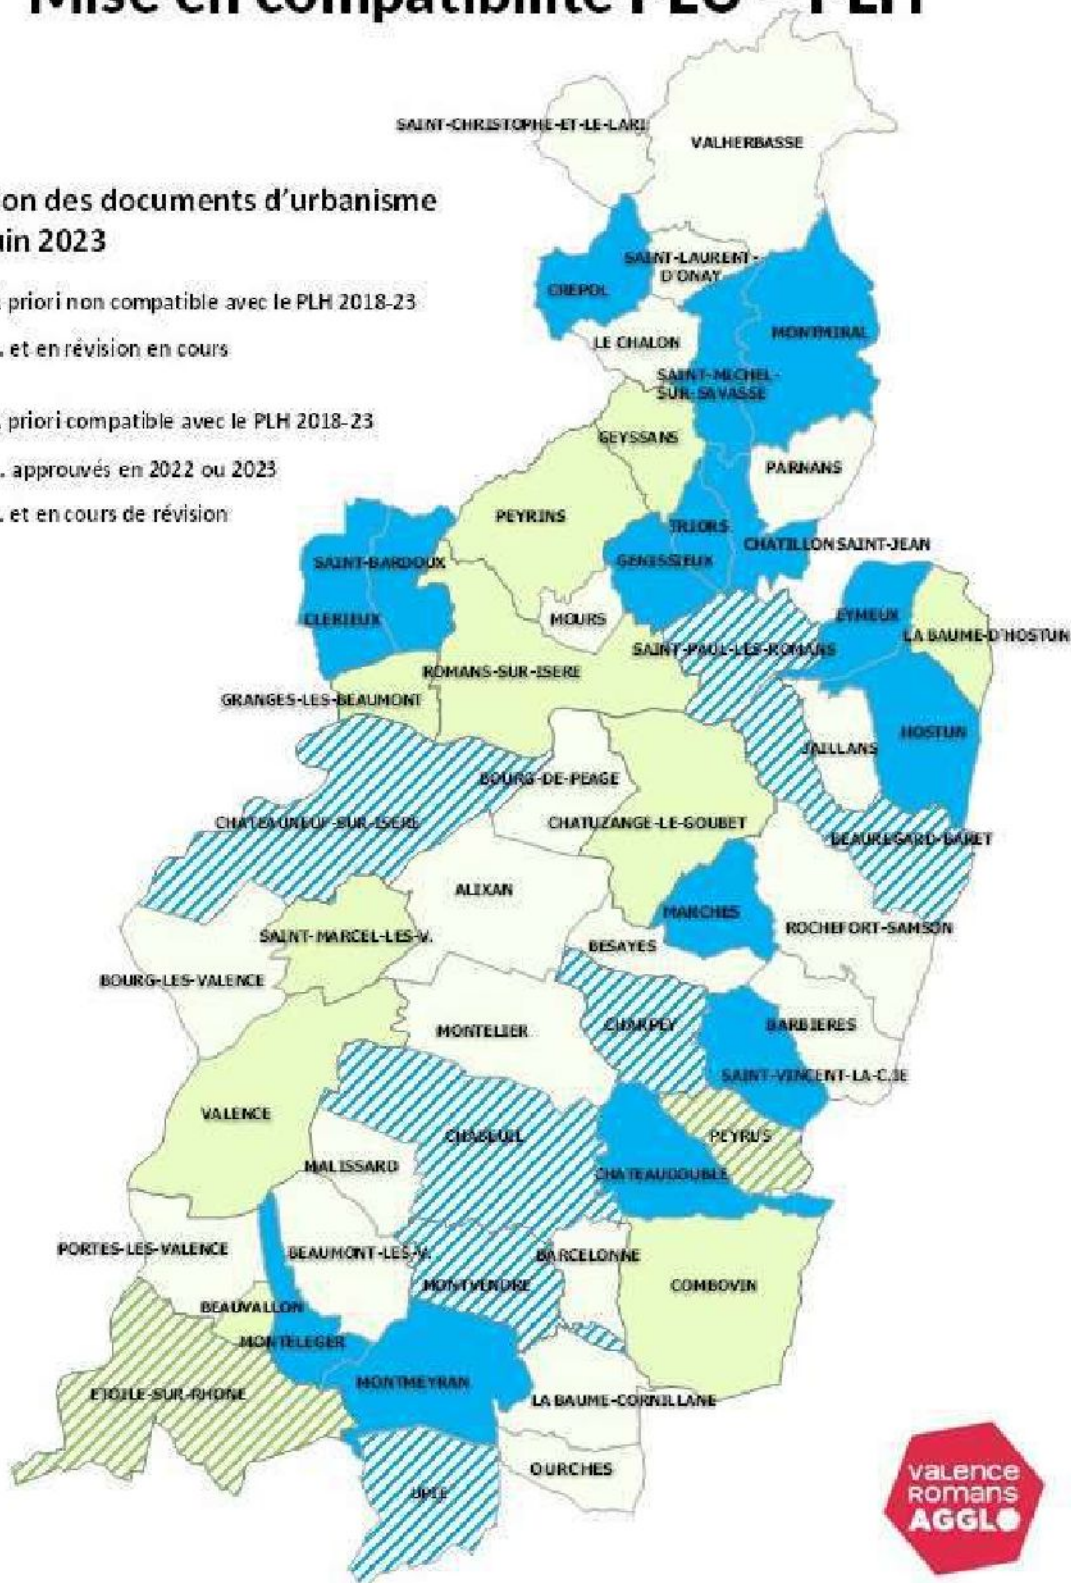 Mise en compatibilité PLU - PLH
SAINT-CHRISTOPHE-ET-LE-LARI
VALHERBASSE
on des documents d'urbanisme
uin 2023
SAINT-LAURENT-
D'ONAY
CREPOL
priori non compatible avec le PLH 2018-23
MONTMIRAL
LE CHALON
. et en révision en cours
SAINT-MICHEL-
SUR-SAVASSE
priori compatible avec le PLH 2018-23
GEYSSANS
. approuvés en 2022 ou 2023
PARNANS
. et en cours de révision
PEYRINS
TRIORS
CHATILLON SAINT-JEAN
SAINT-BARDOUX
GENISSIEUX
CLERIEUX
MOURS
EYMEUX
LA BAUME-D'HOSTUN
SAINT-PAUL-LES-ROMANS
ROMANS-SUR-ISERE
GRANGES-LES-BEAUMONT
HOSTUN
JAILLANS
BOURG-DE-PEAGE
CHATEAUNEUF-SUR-ISERE
CHATUZANGE-LE-GOUBET
BEAUREGARD-BARET
ALIXAN
MARCHES
ROCHEFORT-SAMSON
SAINT-MARCEL-LES-V.
BESAYES
BOURG-LES-VALENCE
MONTELIER
CHARPEY
BARBIERES
SAINT-VINCENT-LA-C.IE
VALENCE
CHABEUIL
PEYRUS
MALISSARD
CHATEAUDOUBLE
PORTES-LES-VALENCE
BEAUMONT-LES-V.
BARCELONNE
MONTVENDRE
COMBOVIN
BEAUVALLON
MONTELEGER
MONTMEYRAN
ETOILE-SUR-RHONE
LA BAUME-CORNILLANE
OURCHES
UPIE
valence
Romans
AGGLO